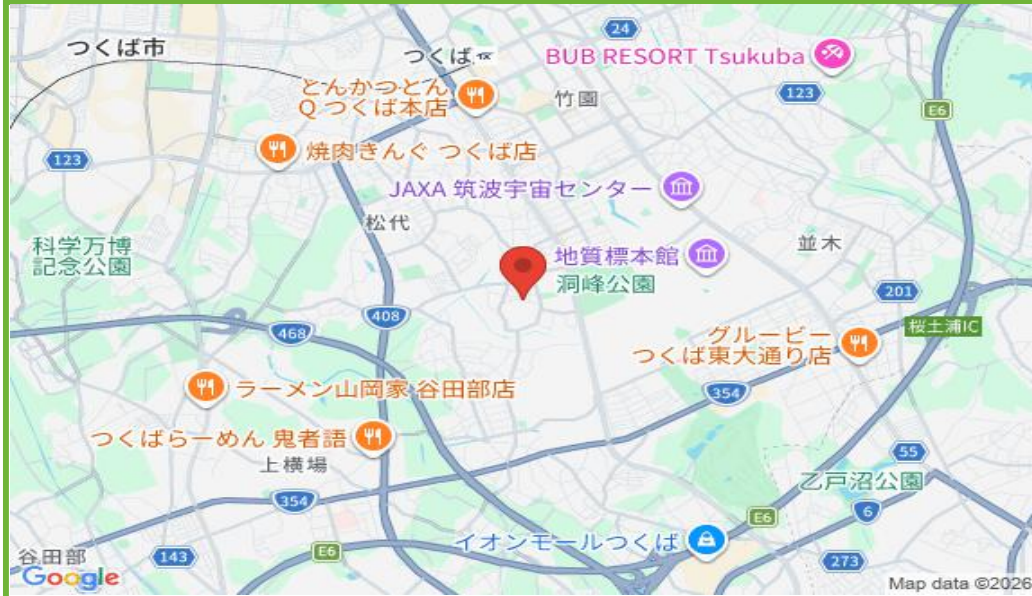 つくば市
つくば
TX
24
BUB RESORT Tsukuba
とんかつとん
Q つくば本店
竹園
123
E6
123
焼肉きんぐ つくば店
JAXA 筑波宇宙センター
松代
科学万博
記念公園
地質標本館
洞峰公園
並木
201
408
468
桜土浦IC
グルービー
つくば東大通り店
354
ラーメン山岡家 谷田部店
つくばらーめん 鬼者語
上横場
55
354
乙戸沼公園
6
E6
イオンモールつくば
谷田部
143
E6
273
Google
Map data ©2026